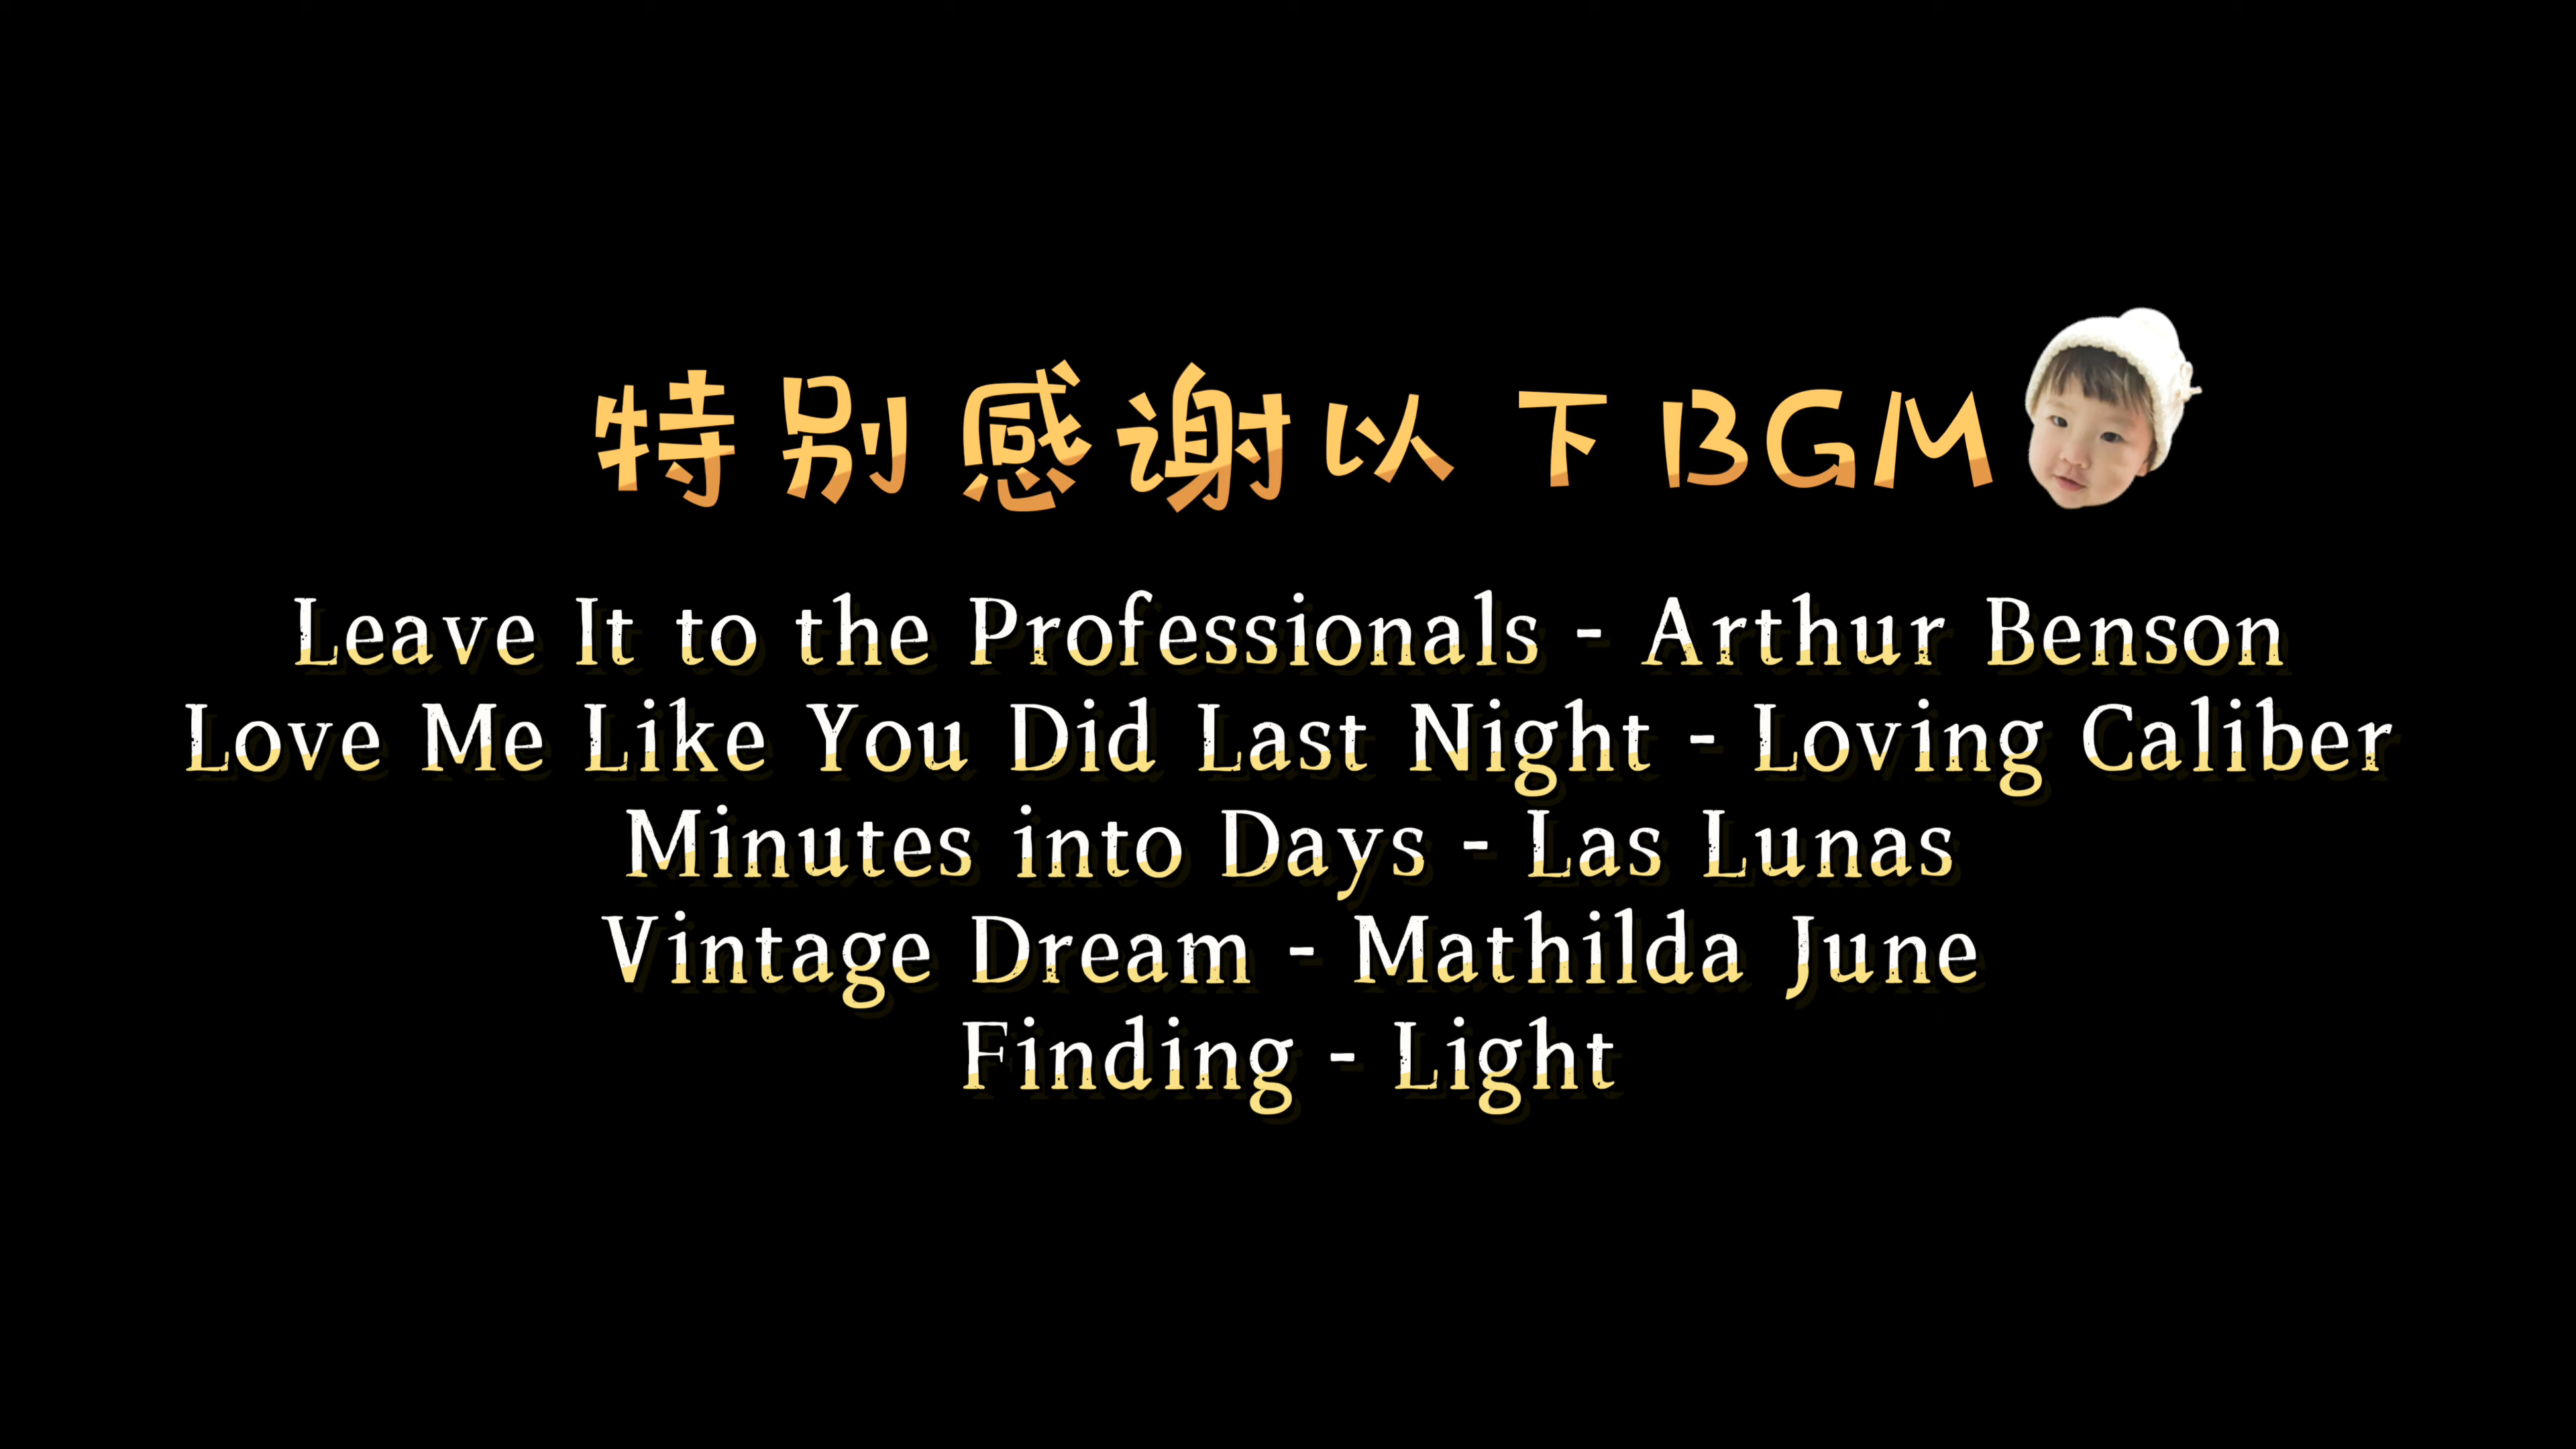 特别感谢以下BGM
Leave It to the Professionals - Arthur Benson
Love Me Like You Did Last Night - Loving Caliber
Minutes into Days - Las Lunas
Vintage Dream - Mathilda June
Finding - Light